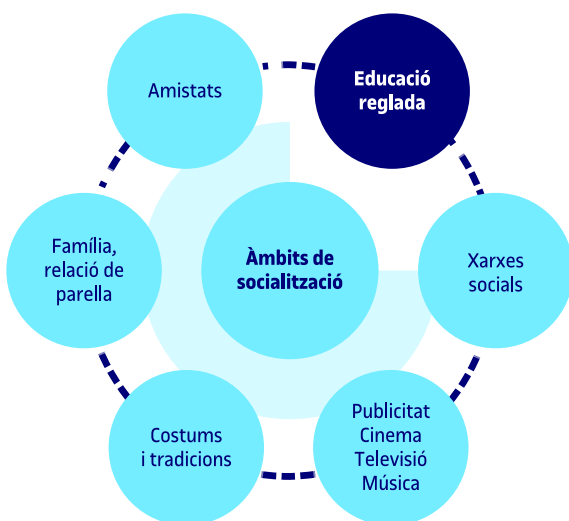 Amistats
Educació
reglada
Família,
relació de
parella
Àmbits de
socialització
Xarxes
socials
Costums
i tradicions
Publicitat
Cinema
Televisió
Música